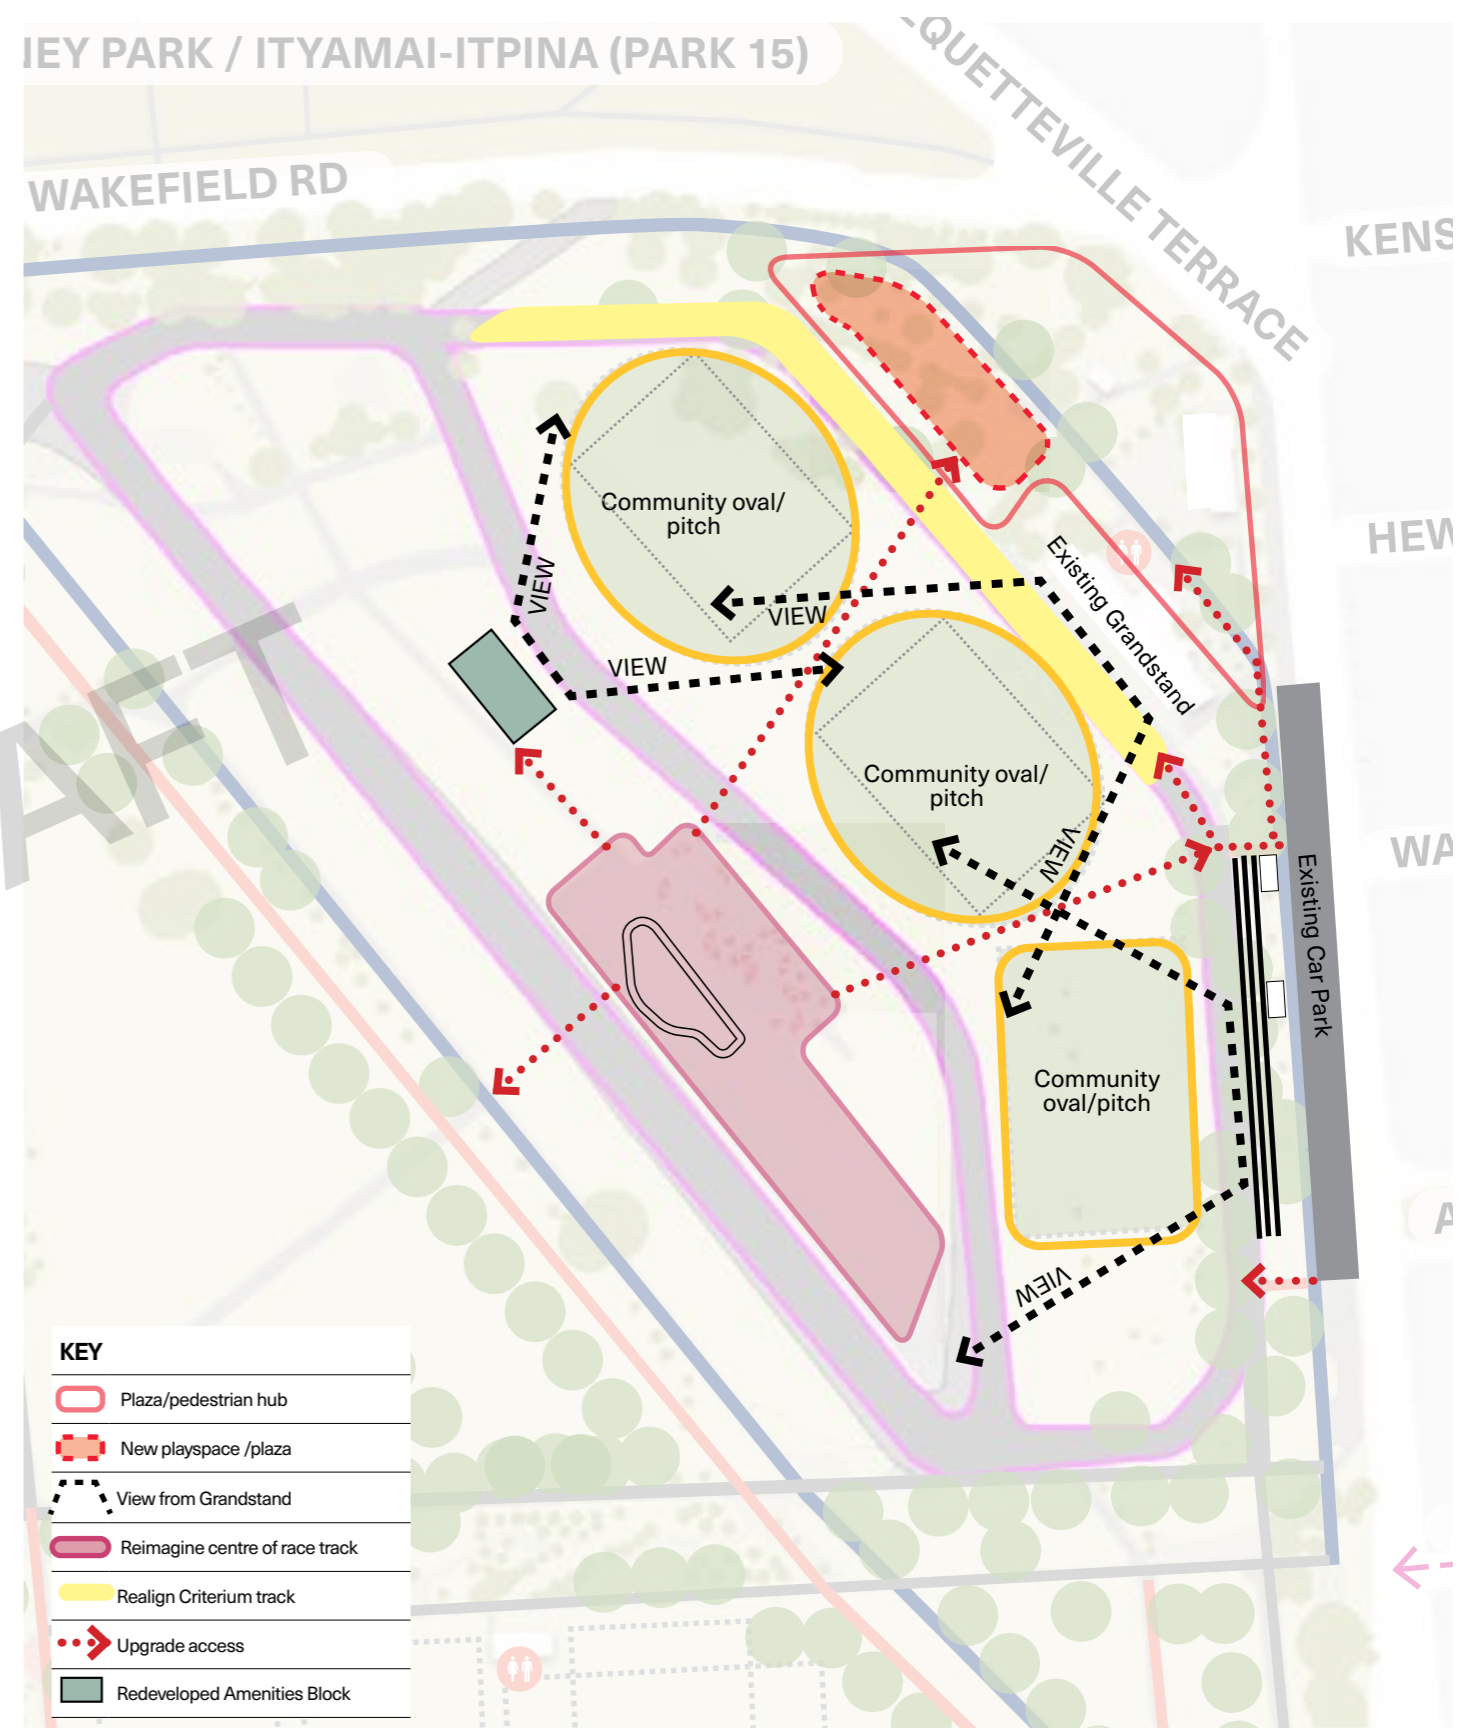 NEY PARK / ITYAMAI-ITPINA (PARK 15)
EQUETTEVILLE TERRACE
WAKEFIELD RD
KENS
HEW
WA
A
AFT
Community oval/
pitch
VIEW
VIEW
VIEW
Existing Grandstand
Community oval/
pitch
VIEW
Existing Car Park
Community
oval/pitch
VIEW
KEY
Plaza/pedestrian hub
New playspace /plaza
View from Grandstand
Reimagine centre of race track
Realign Criterium track
Upgrade access
Redeveloped Amenities Block